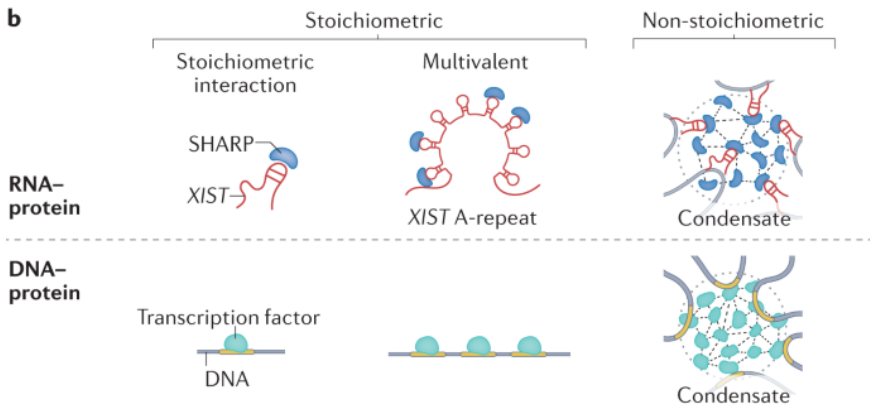 b
Stoichiometric
Non-stoichiometric
Stoichiometric
interaction
Multivalent
SHARP
XIST
RNA–
protein
XIST A-repeat
Condensate
DNA–
protein
Transcription factor
DNA
Condensate